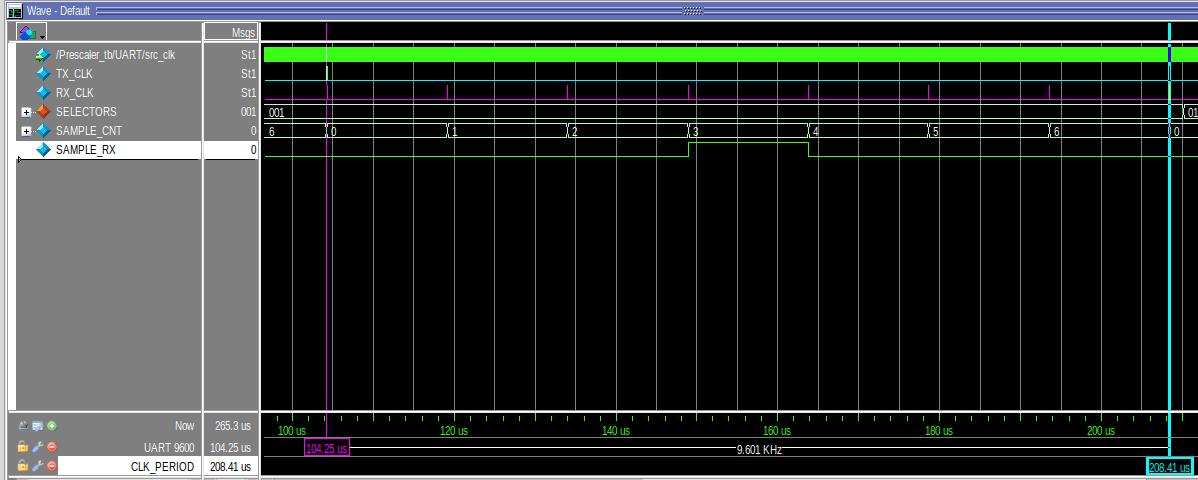 Wave - Default
Msgs
/Prescaler_tb/UART/src_clk St1
TX_CLK St1
RX_CLK St1
SELECTORS 001 001 01
SAMPLE_CNT 0 6 0 1 2 3 4 5 6 0
SAMPLE_RX 0
Now 265.3 us 100 us 120 us 140 us 160 us 180 us 200 us
UART 9600 104.25 us 104.25 us 9.601 KHz
CLK_PERIOD 208.41 us 208.41 us